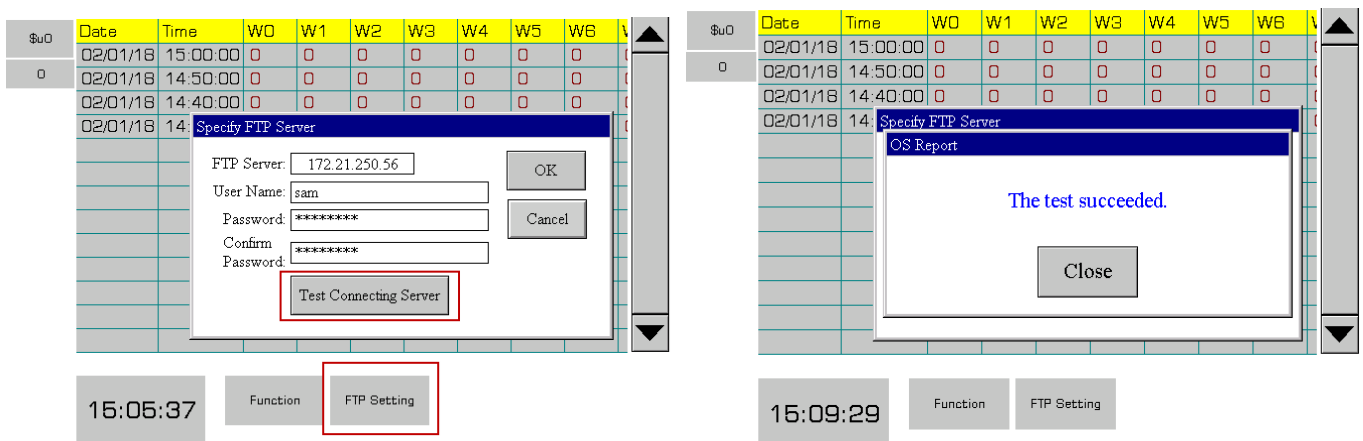 $u0
0
Date Time W0 W1 W2 W3 W4 W5 W6
02/01/18 15:00:00 0 0 0 0 0 0 0
02/01/18 14:50:00 0 0 0 0 0 0 0
02/01/18 14:40:00 0 0 0 0 0 0 0
02/01/18 14:
Specify FTP Server
FTP Server: 172.21.250.56
OK
User Name: sam
Password: ********
Cancel
Confirm
Password: ********
Test Connecting Server
15:05:37
Function
FTP Setting
$u0
0
Date Time W0 W1 W2 W3 W4 W5 W6
02/01/18 15:00:00 0 0 0 0 0 0 0
02/01/18 14:50:00 0 0 0 0 0 0 0
02/01/18 14:40:00 0 0 0 0 0 0 0
02/01/18 14:
Specify FTP Server
OS Report
The test succeeded.
Close
15:09:29
Function
FTP Setting